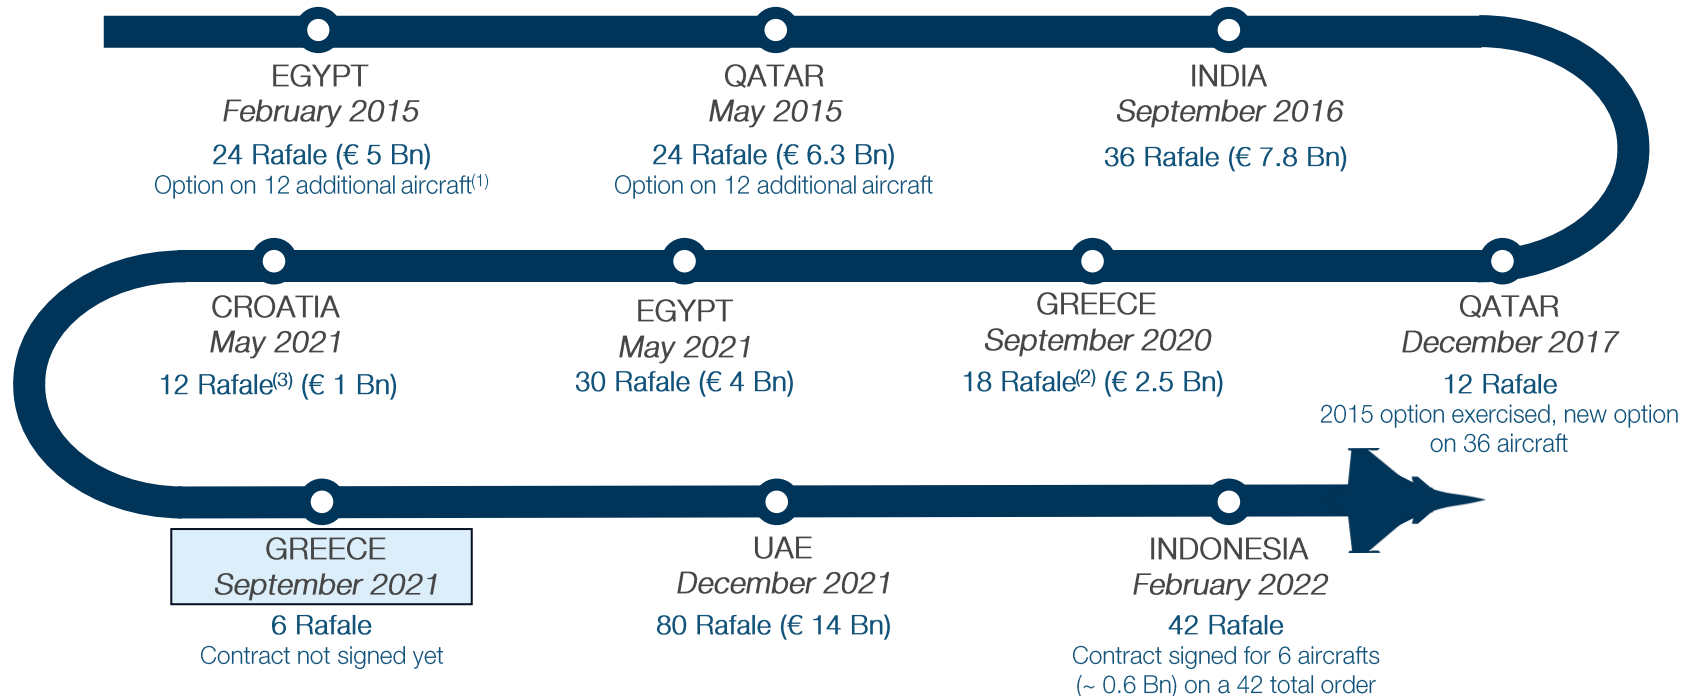 EGYPT
February 2015
24 Rafale (€ 5 Bn)
Option on 12 additional aircraft(1)
QATAR
May 2015
24 Rafale (€ 6.3 Bn)
Option on 12 additional aircraft
INDIA
September 2016
36 Rafale (€ 7.8 Bn)
QATAR
December 2017
12 Rafale
2015 option exercised, new option
on 36 aircraft
GREECE
September 2020
18 Rafale(2) (€ 2.5 Bn)
EGYPT
May 2021
30 Rafale (€ 4 Bn)
CROATIA
May 2021
12 Rafale(3) (€ 1 Bn)
GREECE
September 2021
6 Rafale
Contract not signed yet
UAE
December 2021
80 Rafale (€ 14 Bn)
INDONESIA
February 2022
42 Rafale
Contract signed for 6 aircrafts
(~ 0.6 Bn) on a 42 total order